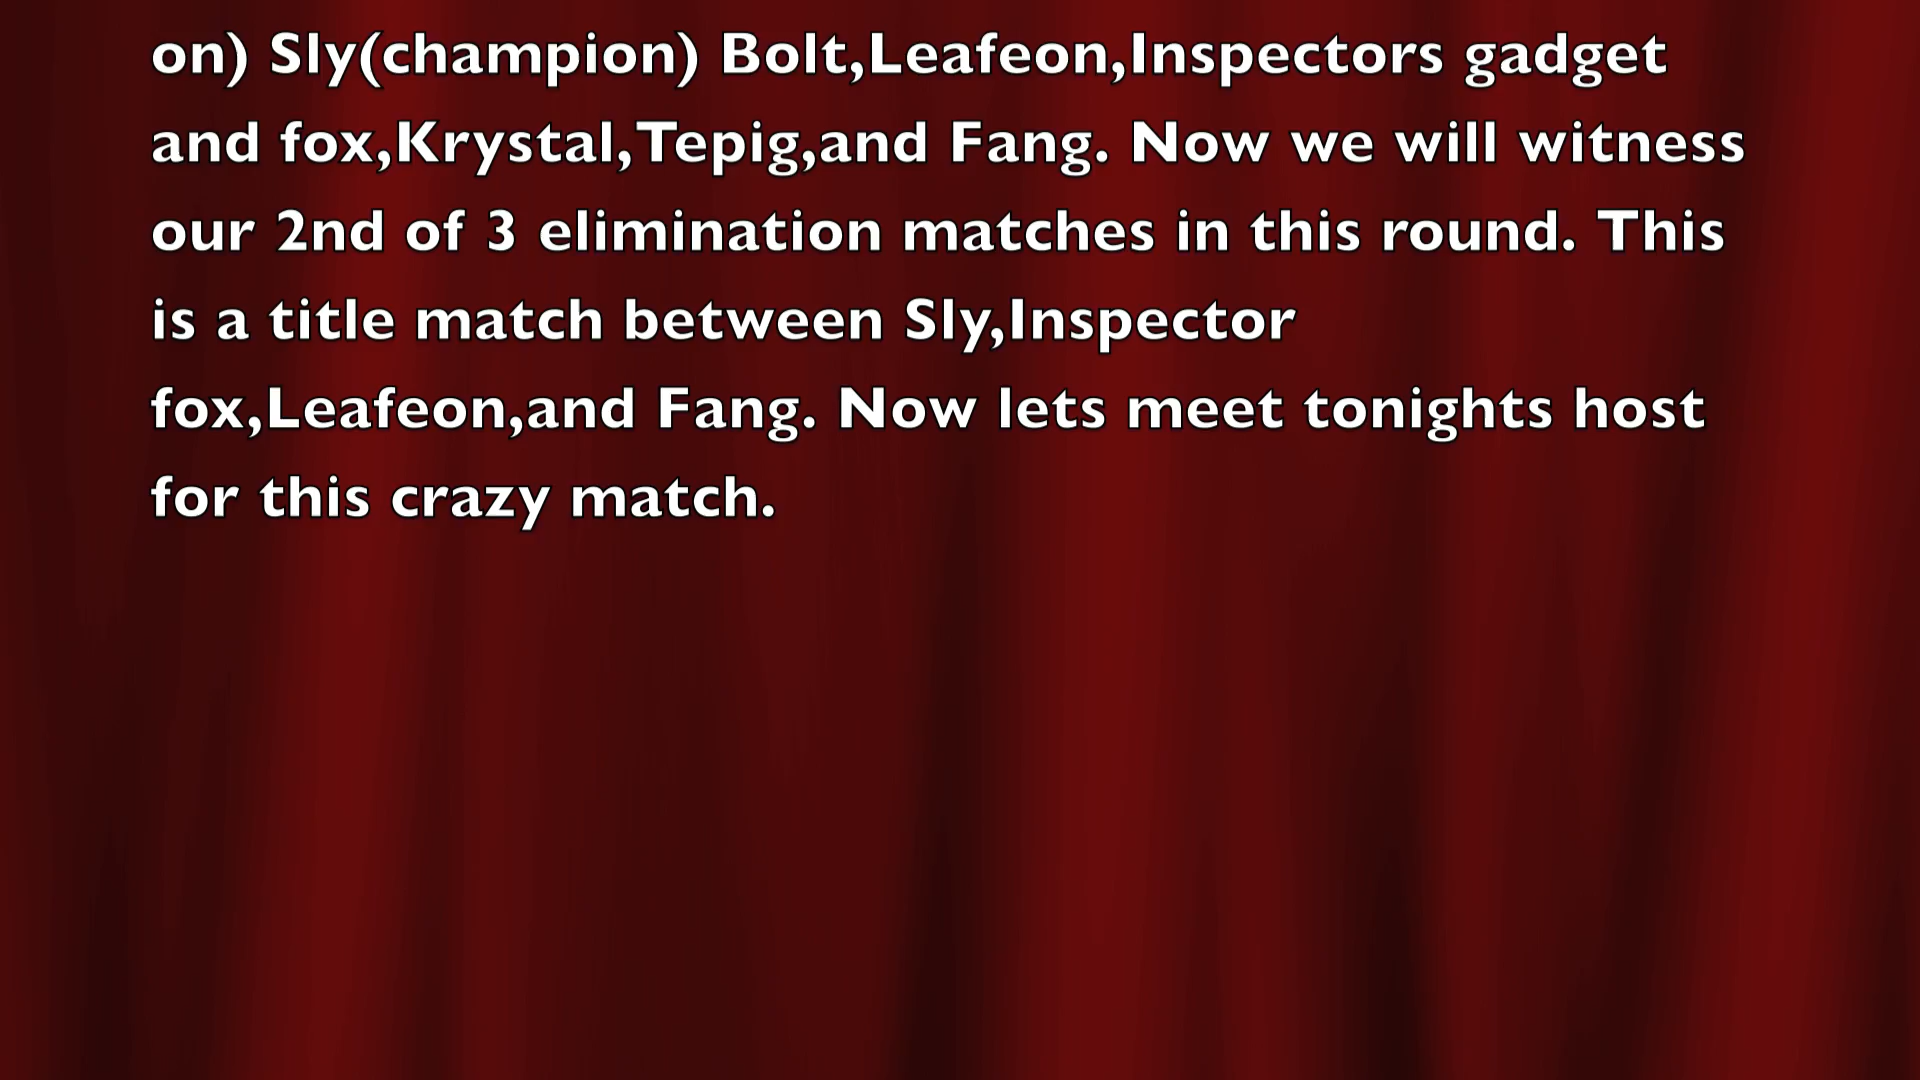 on) Sly(champion) Bolt,Leafeon,Inspectors gadget
and fox,Krystal,Tepig,and Fang. Now we will witness
our 2nd of 3 elimination matches in this round. This
is a title match between Sly,Inspector
fox,Leafeon,and Fang. Now lets meet tonights host
for this crazy match.